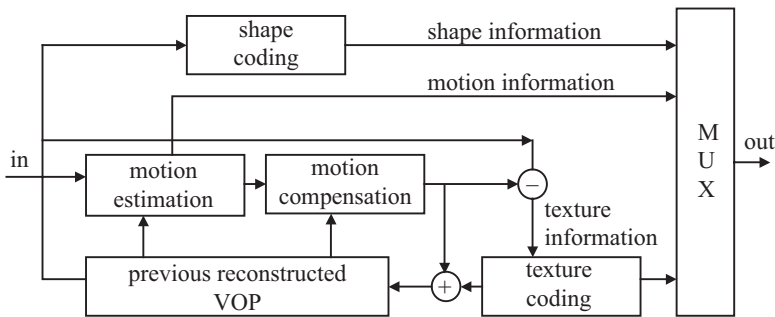 shape
coding
shape information
motion information
in
motion
estimation
motion
compensation
−
texture
information
previous reconstructed
VOP
+
texture
coding
M
U
X
out